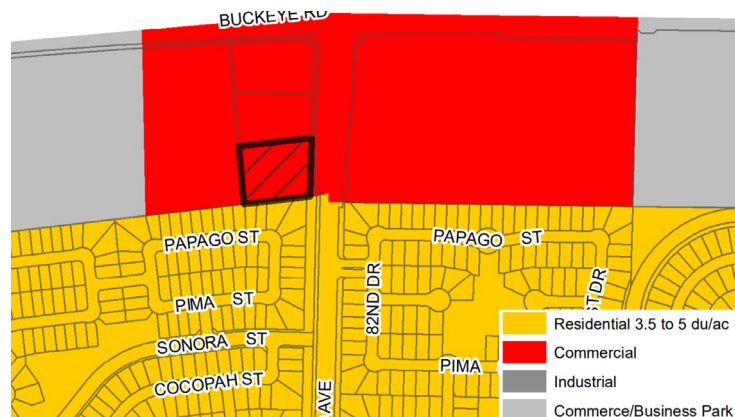 BUCKEYE RD
PAPAGO ST
PAPAGO ST
PIMA ST
82ND DR
ST DR
SONORA ST
PIMA
COCOPAH ST
AVE
Residential 3.5 to 5 du/ac
Commercial
Industrial
Commerce/Business Park